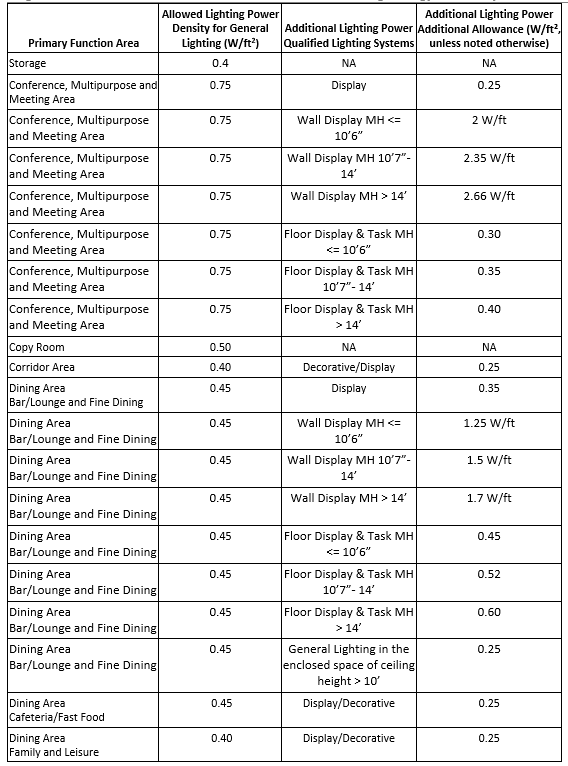 Primary Function Area
Allowed Lighting Power
Density for General
Lighting (W/ft²)
Additional Lighting Power
Qualified Lighting Systems
Additional Lighting Power
Additional Allowance (W/ft²,
unless noted otherwise)
Storage
0.4
NA
NA
Conference, Multipurpose and
Meeting Area
0.75
Display
0.25
Conference, Multipurpose
and Meeting Area
0.75
Wall Display MH <=
10’6”
2 W/ft
Conference, Multipurpose
and Meeting Area
0.75
Wall Display MH 10’7”-
14’
2.35 W/ft
Conference, Multipurpose
and Meeting Area
0.75
Wall Display MH > 14’
2.66 W/ft
Conference, Multipurpose
and Meeting Area
0.75
Floor Display & Task MH
<= 10’6”
0.30
Conference, Multipurpose
and Meeting Area
0.75
Floor Display & Task MH
10’7”- 14’
0.35
Conference, Multipurpose
and Meeting Area
0.75
Floor Display & Task MH
> 14’
0.40
Copy Room
0.50
NA
NA
Corridor Area
0.40
Decorative/Display
0.25
Dining Area
Bar/Lounge and Fine Dining
0.45
Display
0.35
Dining Area
Bar/Lounge and Fine Dining
0.45
Wall Display MH <=
10’6”
1.25 W/ft
Dining Area
Bar/Lounge and Fine Dining
0.45
Wall Display MH 10’7”-
14’
1.5 W/ft
Dining Area
Bar/Lounge and Fine Dining
0.45
Wall Display MH > 14’
1.7 W/ft
Dining Area
Bar/Lounge and Fine Dining
0.45
Floor Display & Task MH
<= 10’6”
0.45
Dining Area
Bar/Lounge and Fine Dining
0.45
Floor Display & Task MH
10’7”- 14’
0.52
Dining Area
Bar/Lounge and Fine Dining
0.45
Floor Display & Task MH
> 14’
0.60
Dining Area
Bar/Lounge and Fine Dining
0.45
General Lighting in the
enclosed space of ceiling
height > 10’
0.25
Dining Area
Cafeteria/Fast Food
0.45
Display/Decorative
0.25
Dining Area
Family and Leisure
0.40
Display/Decorative
0.25